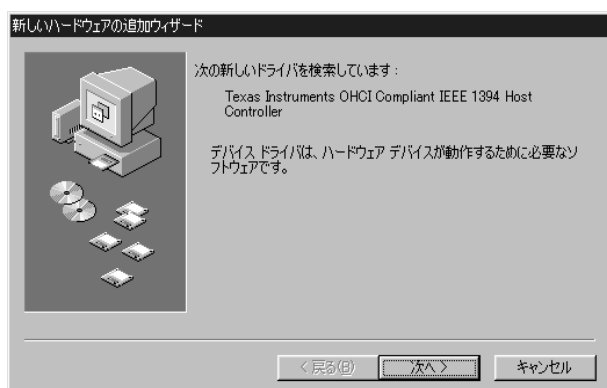 新しいハードウェアの追加ウィザード
次の新しいドライバを検索しています：
Texas Instruments OHCI Compliant IEEE 1394 Host
Controller
デバイス ドライバは、ハードウェア デバイスが動作するために必要なソ
フトウェアです。
< 戻る(B)
次へ >
キャンセル